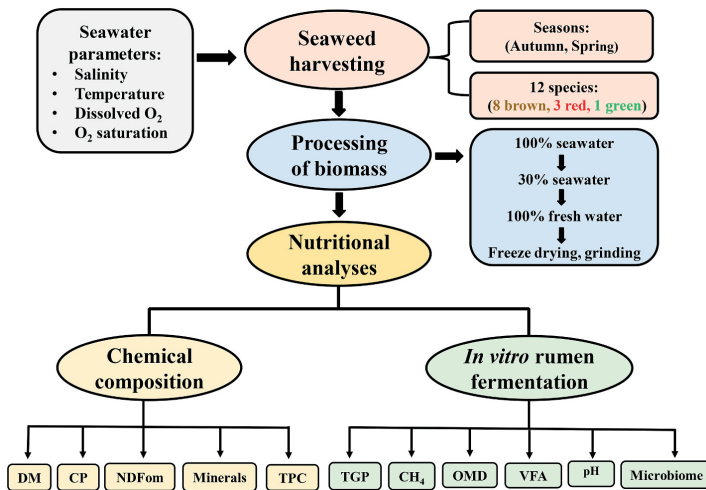 Seawater
parameters:
• Salinity
• Temperature
• Dissolved O₂
• O₂ saturation
Seaweed
harvesting
Seasons:
(Autumn, Spring)
12 species:
(8 brown, 3 red, 1 green)
Processing
of biomass
100% seawater
30% seawater
100% fresh water
Freeze drying, grinding
Nutritional
analyses
Chemical
composition
In vitro rumen
fermentation
DM
CP
NDFom
Minerals
TPC
TGP
CH₄
OMD
VFA
pH
Microbiome